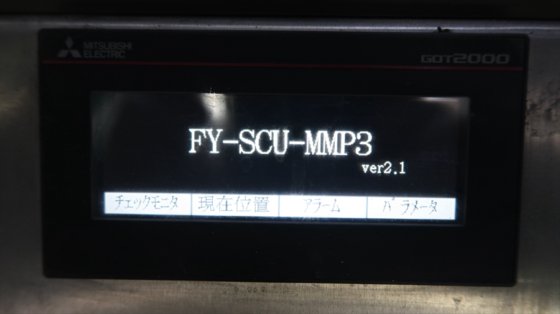 MITSUBISHI
ELECTRIC
GOT2000
FY-SCU-MMP3
ver2.1
チェックモニタ 現在位置 アラーム パラメータ